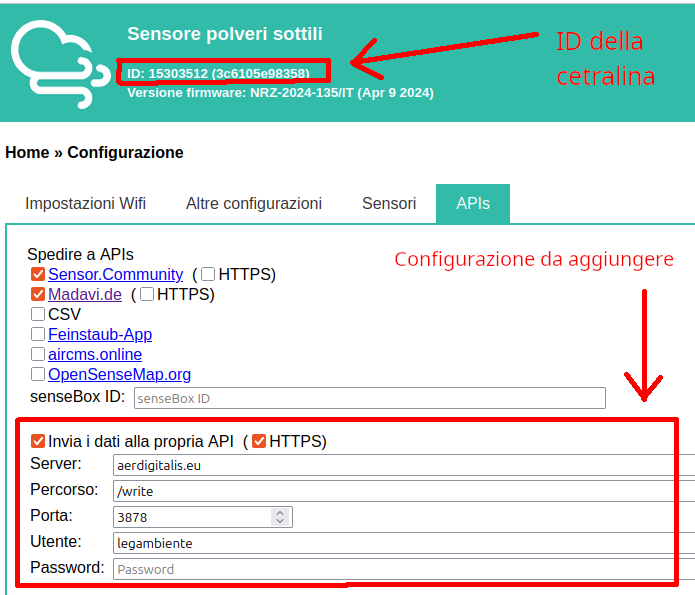 Sensore polveri sottili
ID: 15303512 (3c6105e98358)
Versione firmware: NRZ-2024-135/IT (Apr 9 2024)
ID della
cetralina
Home » Configurazione
Impostazioni Wifi Altre configurazioni Sensori APIs
Spedire a APIs
Configurazione da aggiungere
Sensor.Community (HTTPS)
Madavi.de (HTTPS)
CSV
Feinstaub-App
aircms.online
OpenSenseMap.org
senseBox ID: senseBox ID
Invia i dati alla propria API (HTTPS)
Server: aerdigitalis.eu
Percorso: /write
Porta: 3878
Utente: legambiente
Password: Password